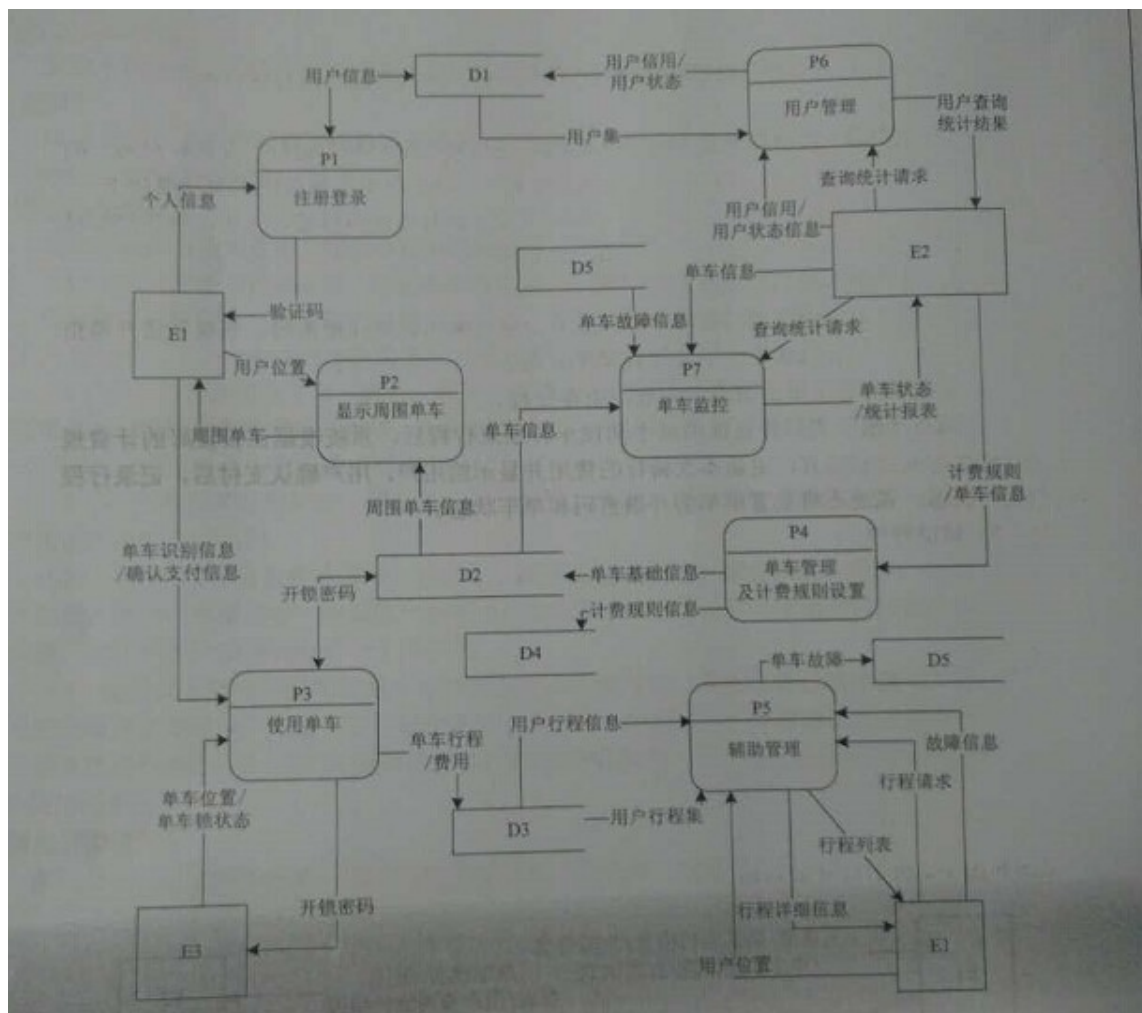 用户信息
D1
用户信用/
用户状态
P6
用户管理
用户查询
统计结果
用户集
P1
注册登录
个人信息
查询统计请求
用户信用/
用户状态信息
E2
D5
单车信息
验证码
E1
单车故障信息
查询统计请求
用户位置
P2
显示周围单车
P7
单车监控
单车状态
/统计报表
周围单车
单车信息
计费规则
/单车信息
周围单车信息
P4
单车管理
及计费规则设置
单车识别信息
/确认支付信息
D2
单车基础信息
开锁密码
计费规则信息
D4
单车故障
D5
P3
使用单车
P5
辅助管理
用户行程信息
单车行程
/费用
故障信息
行程请求
单车位置/
单车锁状态
D3
用户行程集
行程列表
开锁密码
行程详细信息
E3
E1
用户位置